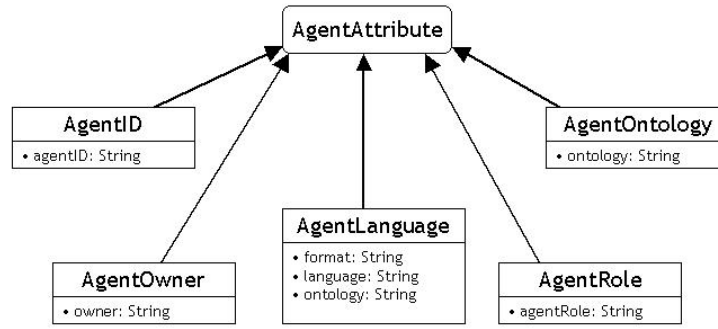 AgentAttribute
AgentID
• agentID: String
AgentOntology
• ontology: String
AgentLanguage
• format: String
• language: String
• ontology: String
AgentOwner
• owner: String
AgentRole
• agentRole: String